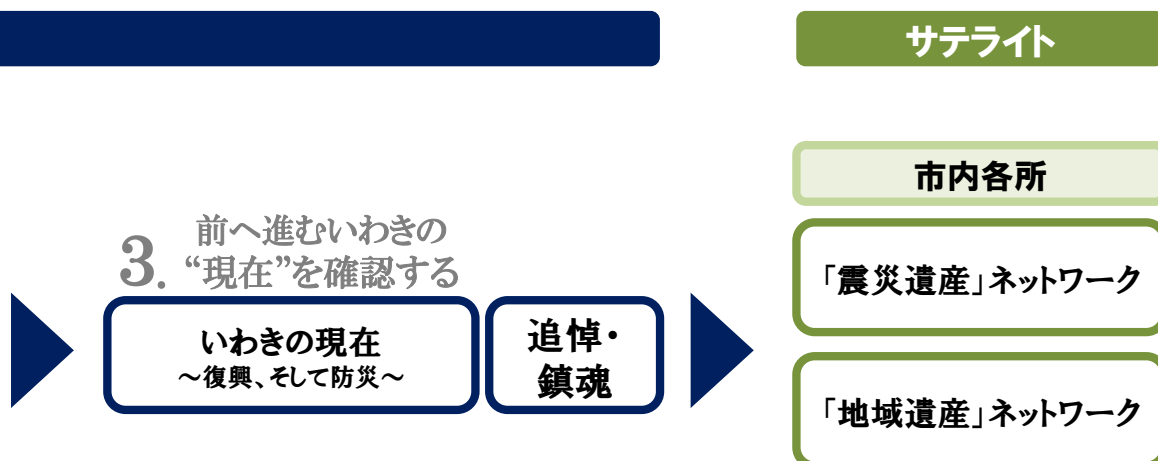 サテライト
市内各所
3. 前へ進むいわきの
“現在”を確認する
いわきの現在
～復興、そして防災～
追悼・
鎮魂
「震災遺産」ネットワーク
「地域遺産」ネットワーク